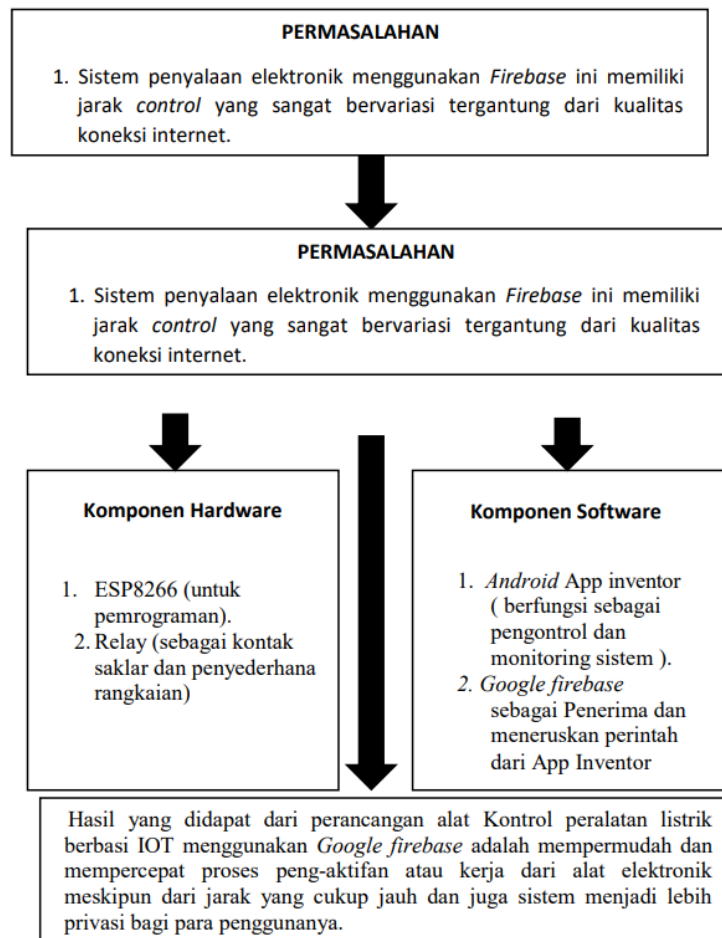 PERMASALAHAN
1. Sistem penyalaan elektronik menggunakan Firebase ini memiliki
jarak control yang sangat bervariasi tergantung dari kualitas
koneksi internet.
PERMASALAHAN
1. Sistem penyalaan elektronik menggunakan Firebase ini memiliki
jarak control yang sangat bervariasi tergantung dari kualitas
koneksi internet.
Komponen Hardware
1. ESP8266 (untuk
pemrograman).
2. Relay (sebagai kontak
saklar dan penyederhana
rangkaian)
Komponen Software
1. Android App inventor
( berfungsi sebagai
pengontrol dan
monitoring sistem ).
2. Google firebase
sebagai Penerima dan
meneruskan perintah
dari App Inventor
Hasil yang didapat dari perancangan alat Kontrol peralatan listrik
berbasi IOT menggunakan Google firebase adalah mempermudah dan
mempercepat proses peng-aktifan atau kerja dari alat elektronik
meskipun dari jarak yang cukup jauh dan juga sistem menjadi lebih
privasi bagi para penggunanya.